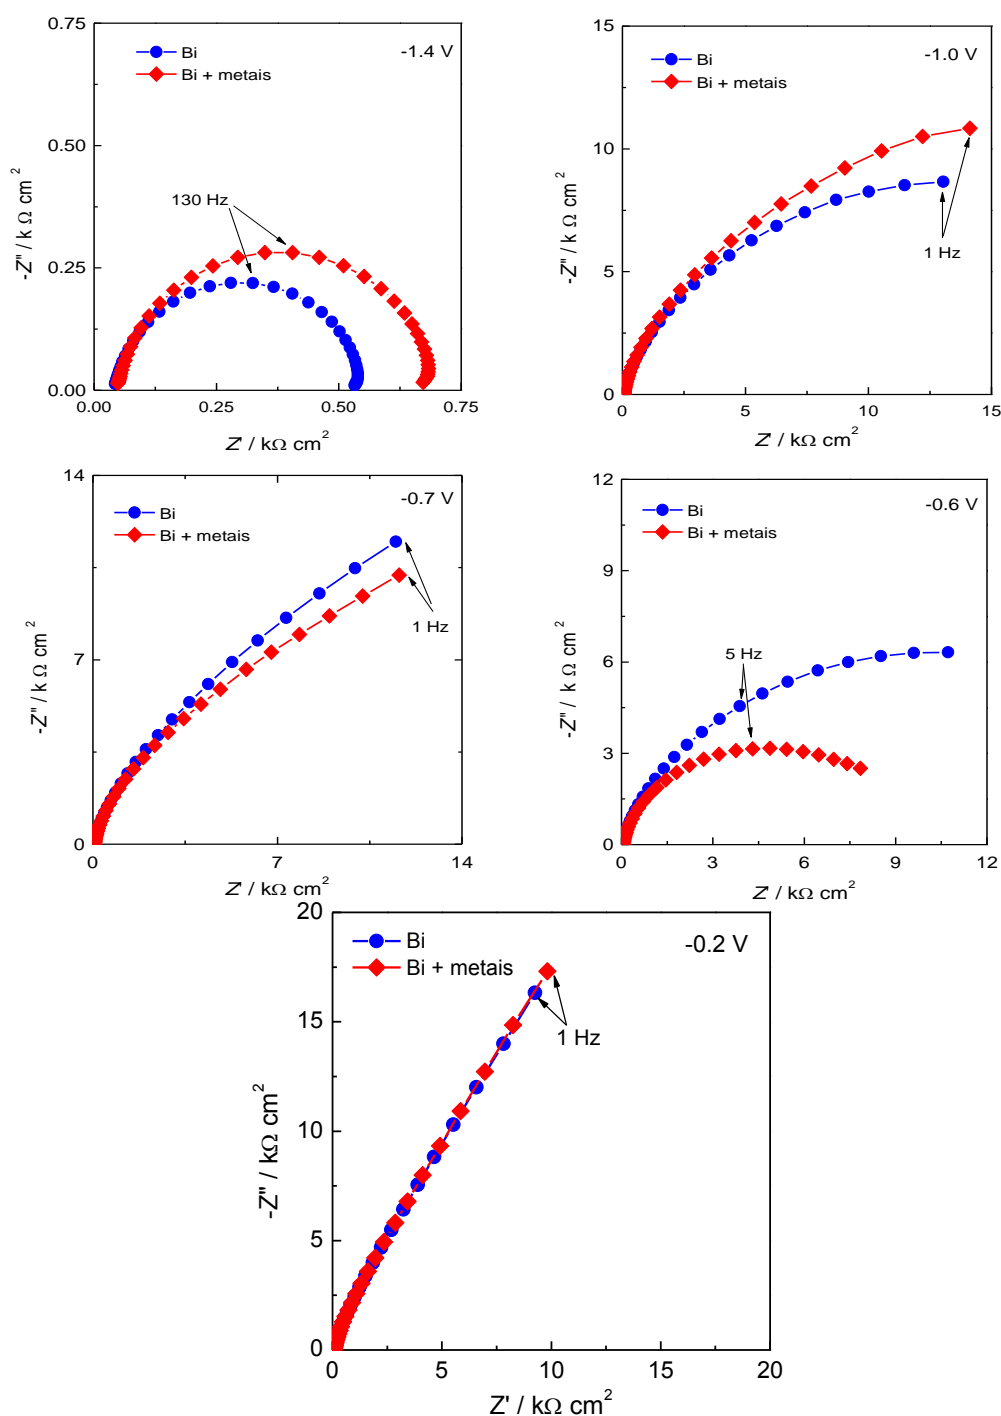 0.75
0.50
0.25
0.00
-Z'' / k Ω cm²
Bi
Bi + metais
-1.4 V
130 Hz
0.00 0.25 0.50 0.75
Z' / kΩ cm²
15
10
5
0
-Z'' / k Ω cm²
Bi
Bi + metais
-1.0 V
1 Hz
0 5 10 15
Z' / kΩ cm²
14
7
0
-Z'' / k Ω cm²
Bi
Bi + metais
-0.7 V
1 Hz
0 7 14
Z' / kΩ cm²
12
9
6
3
0
-Z'' / k Ω cm²
Bi
Bi + metais
-0.6 V
5 Hz
0 3 6 9 12
Z' / kΩ cm²
20
15
10
5
0
-Z'' / kΩ cm²
Bi
Bi + metais
-0.2 V
1 Hz
0 5 10 15 20
Z' / kΩ cm²